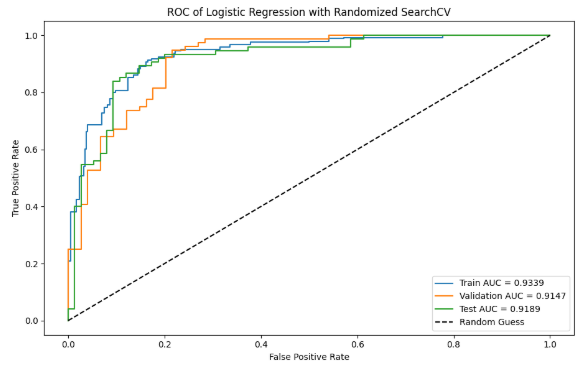 ROC of Logistic Regression with Randomized SearchCV
True Positive Rate
1.0
0.8
0.6
0.4
0.2
0.0
0.0 0.2 0.4 0.6 0.8 1.0
False Positive Rate
Train AUC = 0.9339
Validation AUC = 0.9147
Test AUC = 0.9189
Random Guess